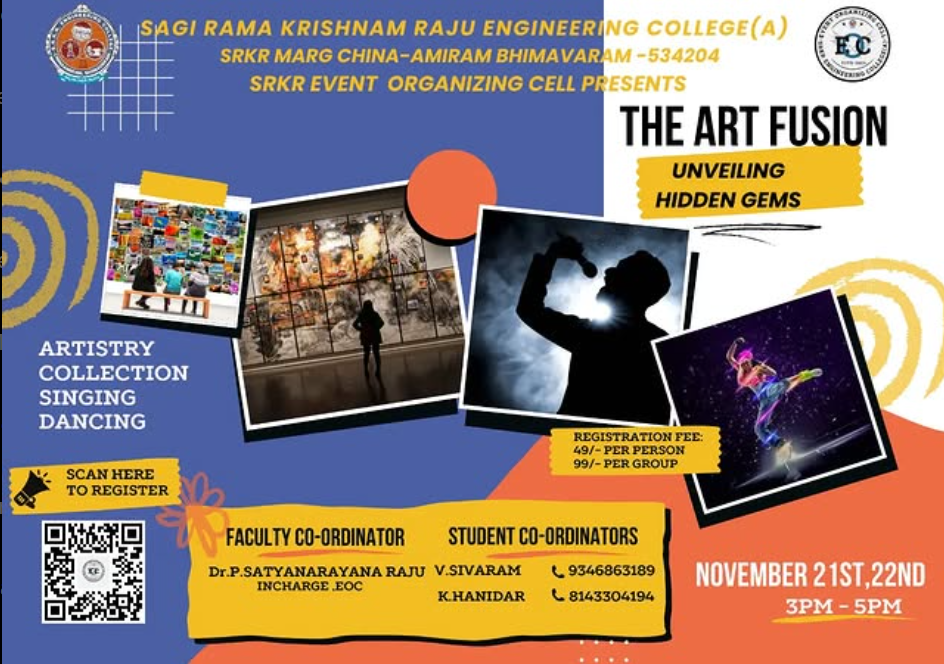 SAGI RAMA KRISHNAM RAJU ENGINEERING COLLEGE(A)
SRKR MARG CHINA-AMIRAM BHIMAVARAM -534204
SRKR EVENT ORGANIZING CELL PRESENTS
EOC
THE ART FUSION
UNVEILING
HIDDEN GEMS
ARTISTRY
COLLECTION
SINGING
DANCING
REGISTRATION FEE:
49/- PER PERSON
99/- PER GROUP
SCAN HERE
TO REGISTER
FACULTY CO-ORDINATOR
Dr.P.SATYANARAYANA RAJU
INCHARGE .EOC
STUDENT CO-ORDINATORS
V.SIVARAM 9346863189
K.HANIDAR 8143304194
NOVEMBER 21ST,22ND
3PM - 5PM